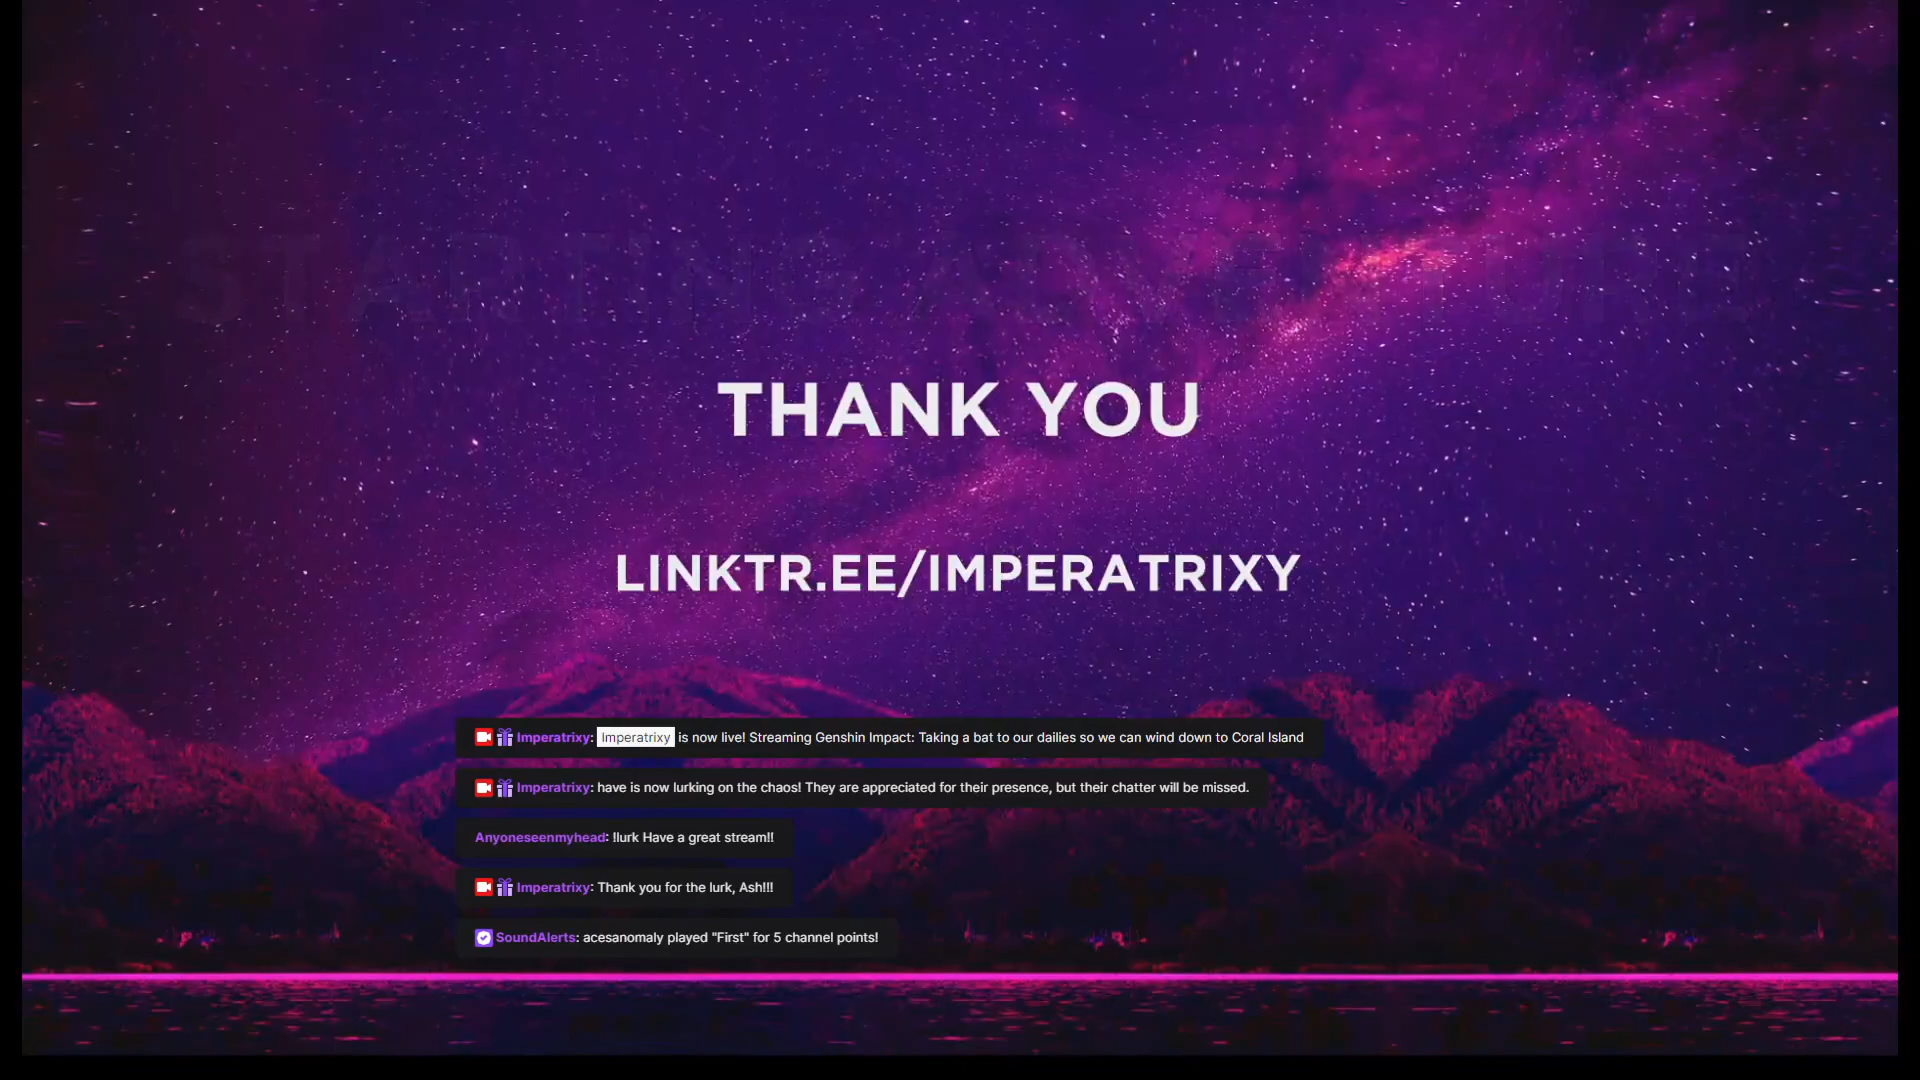 THANK YOU
LINKTR.EE/IMPERATRIXY
Imperatrixy: Imperatrixy is now live! Streaming Genshin Impact: Taking a bat to our dailies so we can wind down to Coral Island
Imperatrixy: have is now lurking on the chaos! They are appreciated for their presence, but their chatter will be missed.
Anyoneseenmyhead: !lurk Have a great stream!!
Imperatrixy: Thank you for the lurk, Ash!!!
SoundAlerts: acesanomaly played "First" for 5 channel points!